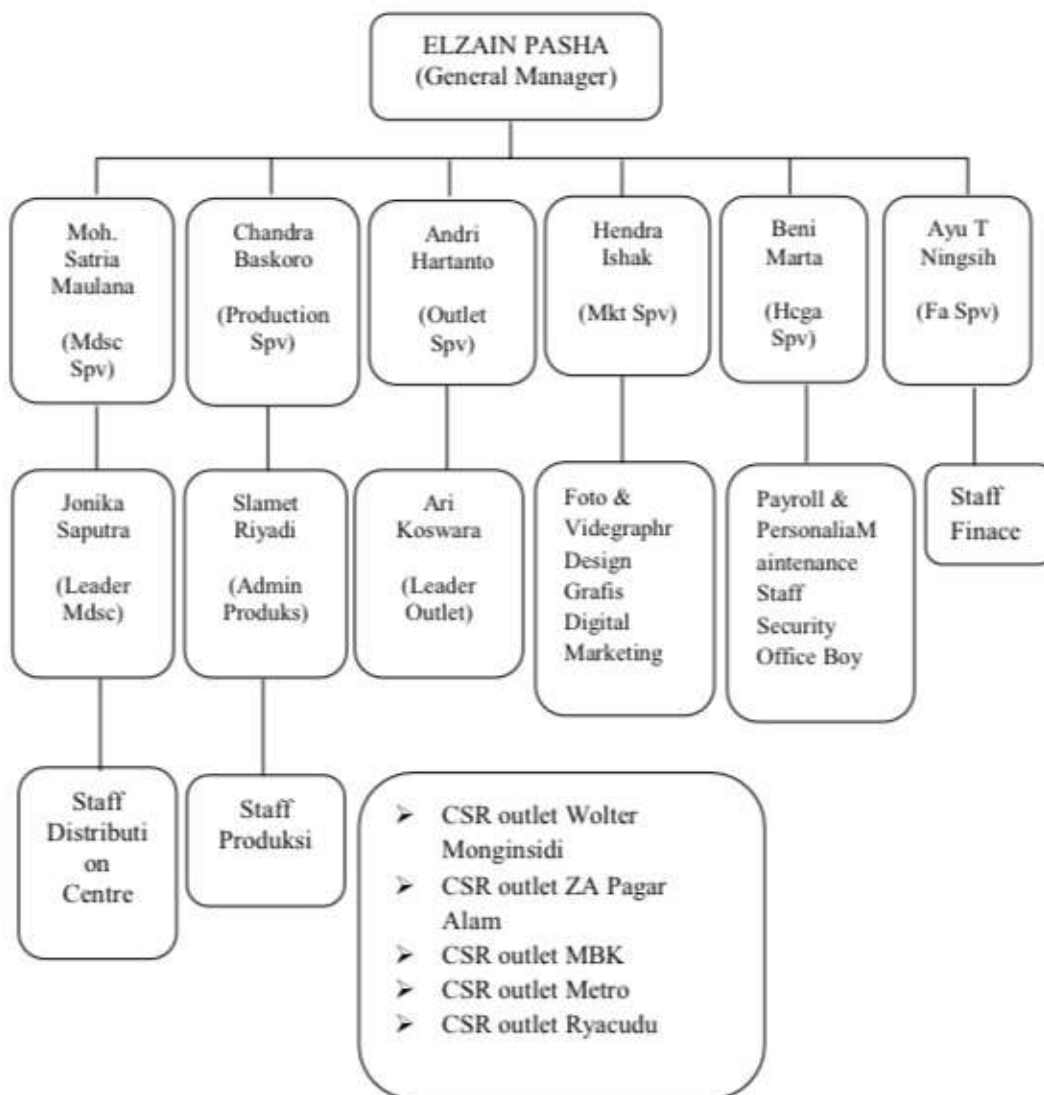 ELZAIN PASHA
(General Manager)
Moh.
Satria
Maulana
(Mdsc
Spv)
Chandra
Baskoro
(Production
Spv)
Andri
Hartanto
(Outlet
Spv)
Hendra
Ishak
(Mkt Spv)
Beni
Marta
(Hcga
Spv)
Ayu T
Ningsih
(Fa Spv)
Jonika
Saputra
(Leader
Mdsc)
Slamet
Riyadi
(Admin
Produks)
Ari
Koswara
(Leader
Outlet)
Foto &
Videgraphr
Design
Grafis
Digital
Marketing
Payroll &
PersonaliaM
aintenance
Staff
Security
Office Boy
Staff
Finace
Staff
Distributi
on
Centre
Staff
Produksi
➢ CSR outlet Wolter
Monginsidi
➢ CSR outlet ZA Pagar
Alam
➢ CSR outlet MBK
➢ CSR outlet Metro
➢ CSR outlet Ryacudu